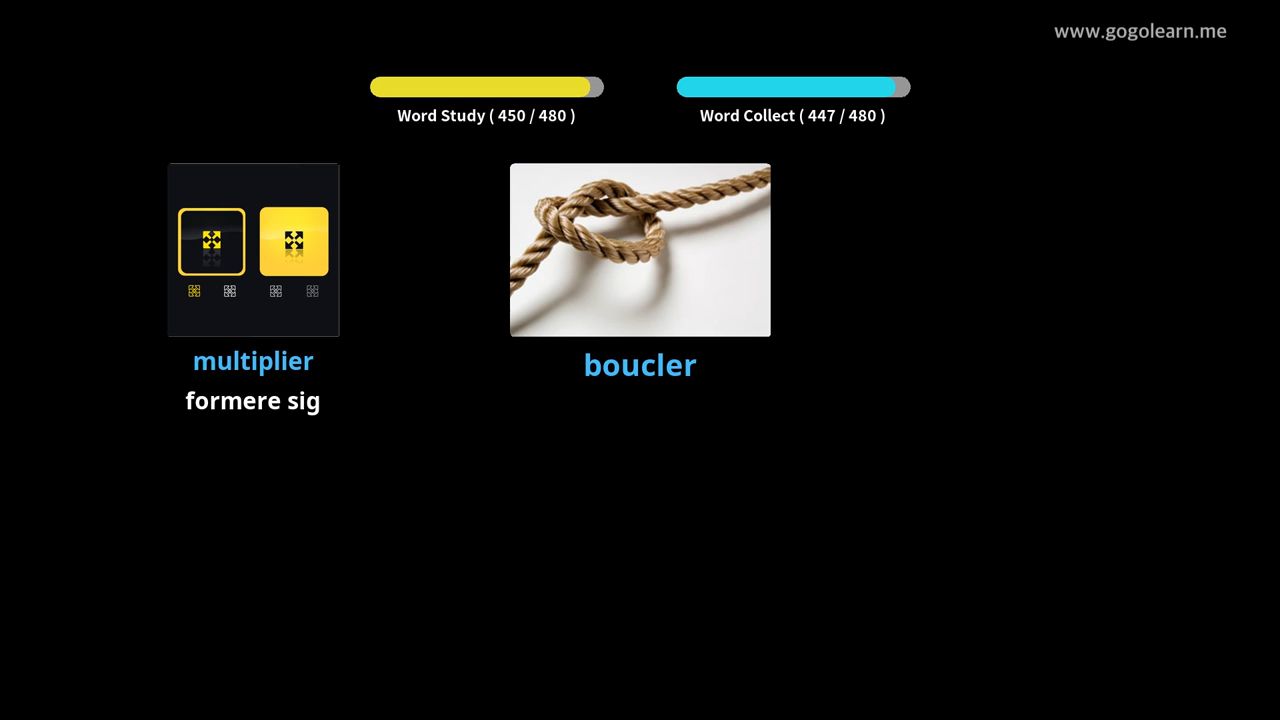 www.gogolearn.me
Word Study ( 450 / 480 )
Word Collect ( 447 / 480 )
multiplier
formere sig
boucler